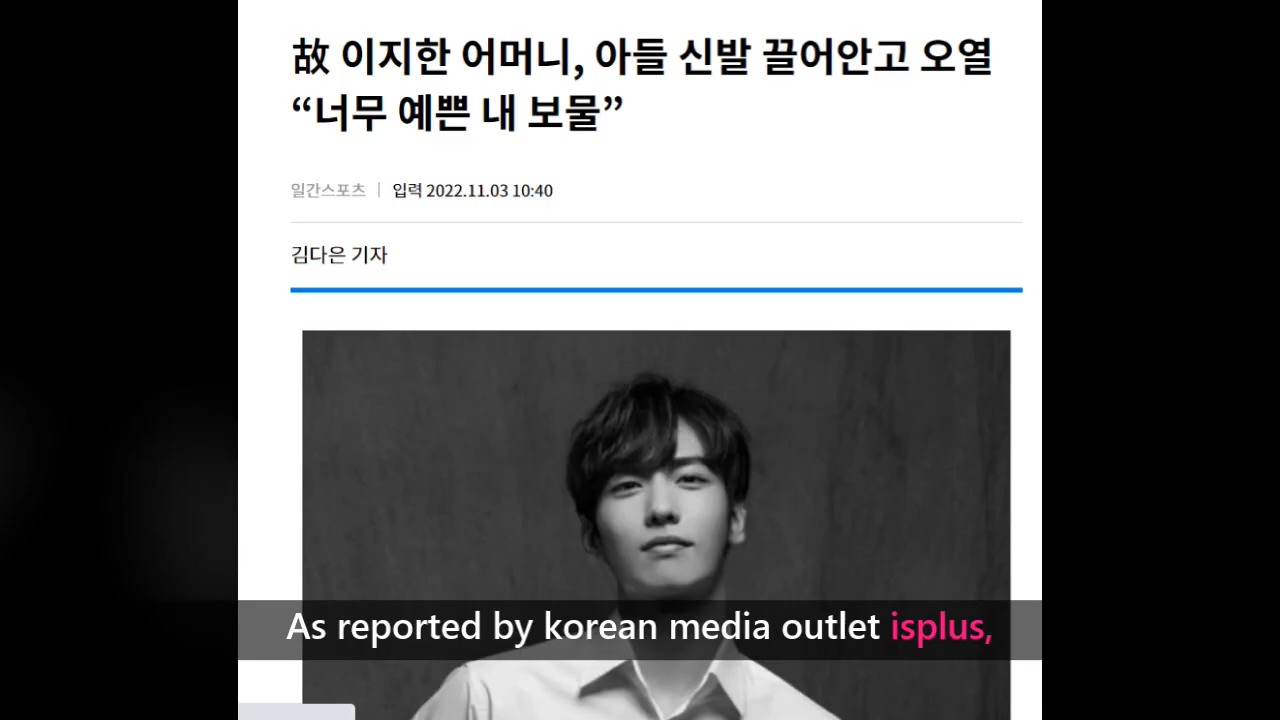 故 이지한 어머니, 아들 신발 끌어안고 오열
“너무 예쁜 내 보물”
일간스포츠 | 입력 2022.11.03 10:40
김다은 기자
As reported by korean media outlet isplus,